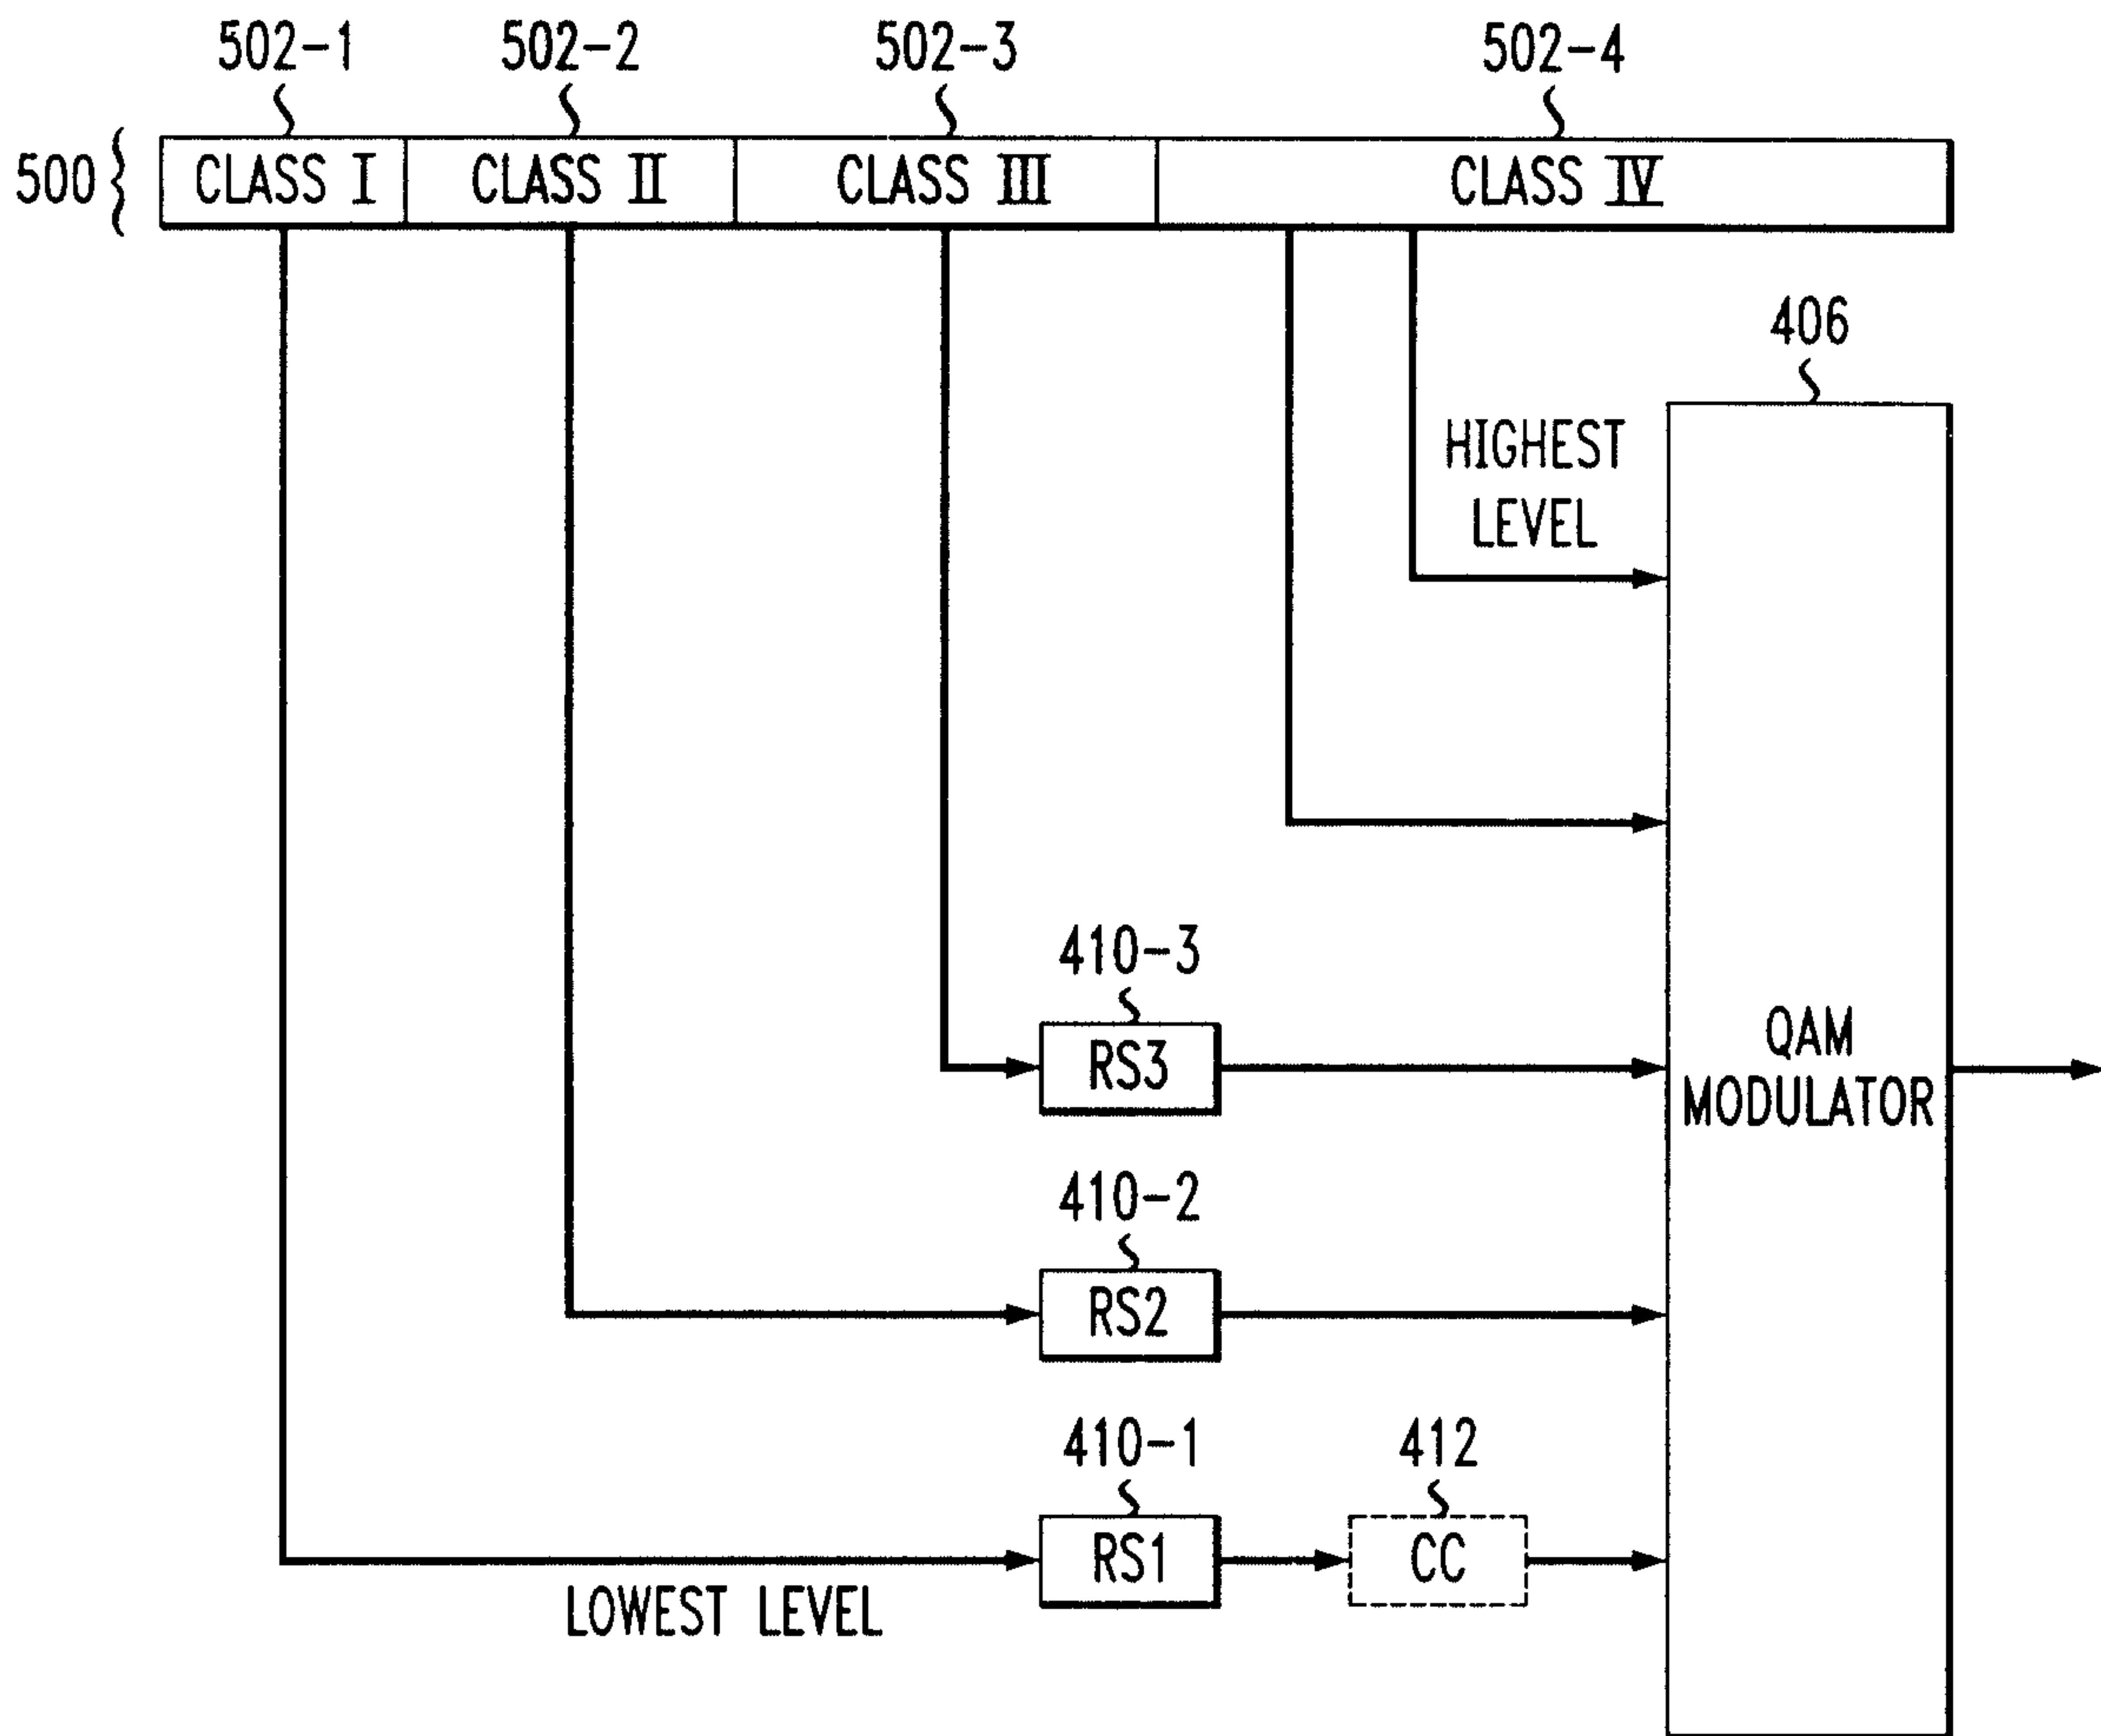 502-1
502-2
502-3
502-4
500
CLASS I
CLASS II
CLASS III
CLASS IV
406
HIGHEST
LEVEL
410-3
RS3
QAM
MODULATOR
410-2
RS2
410-1
412
RS1
CC
LOWEST LEVEL